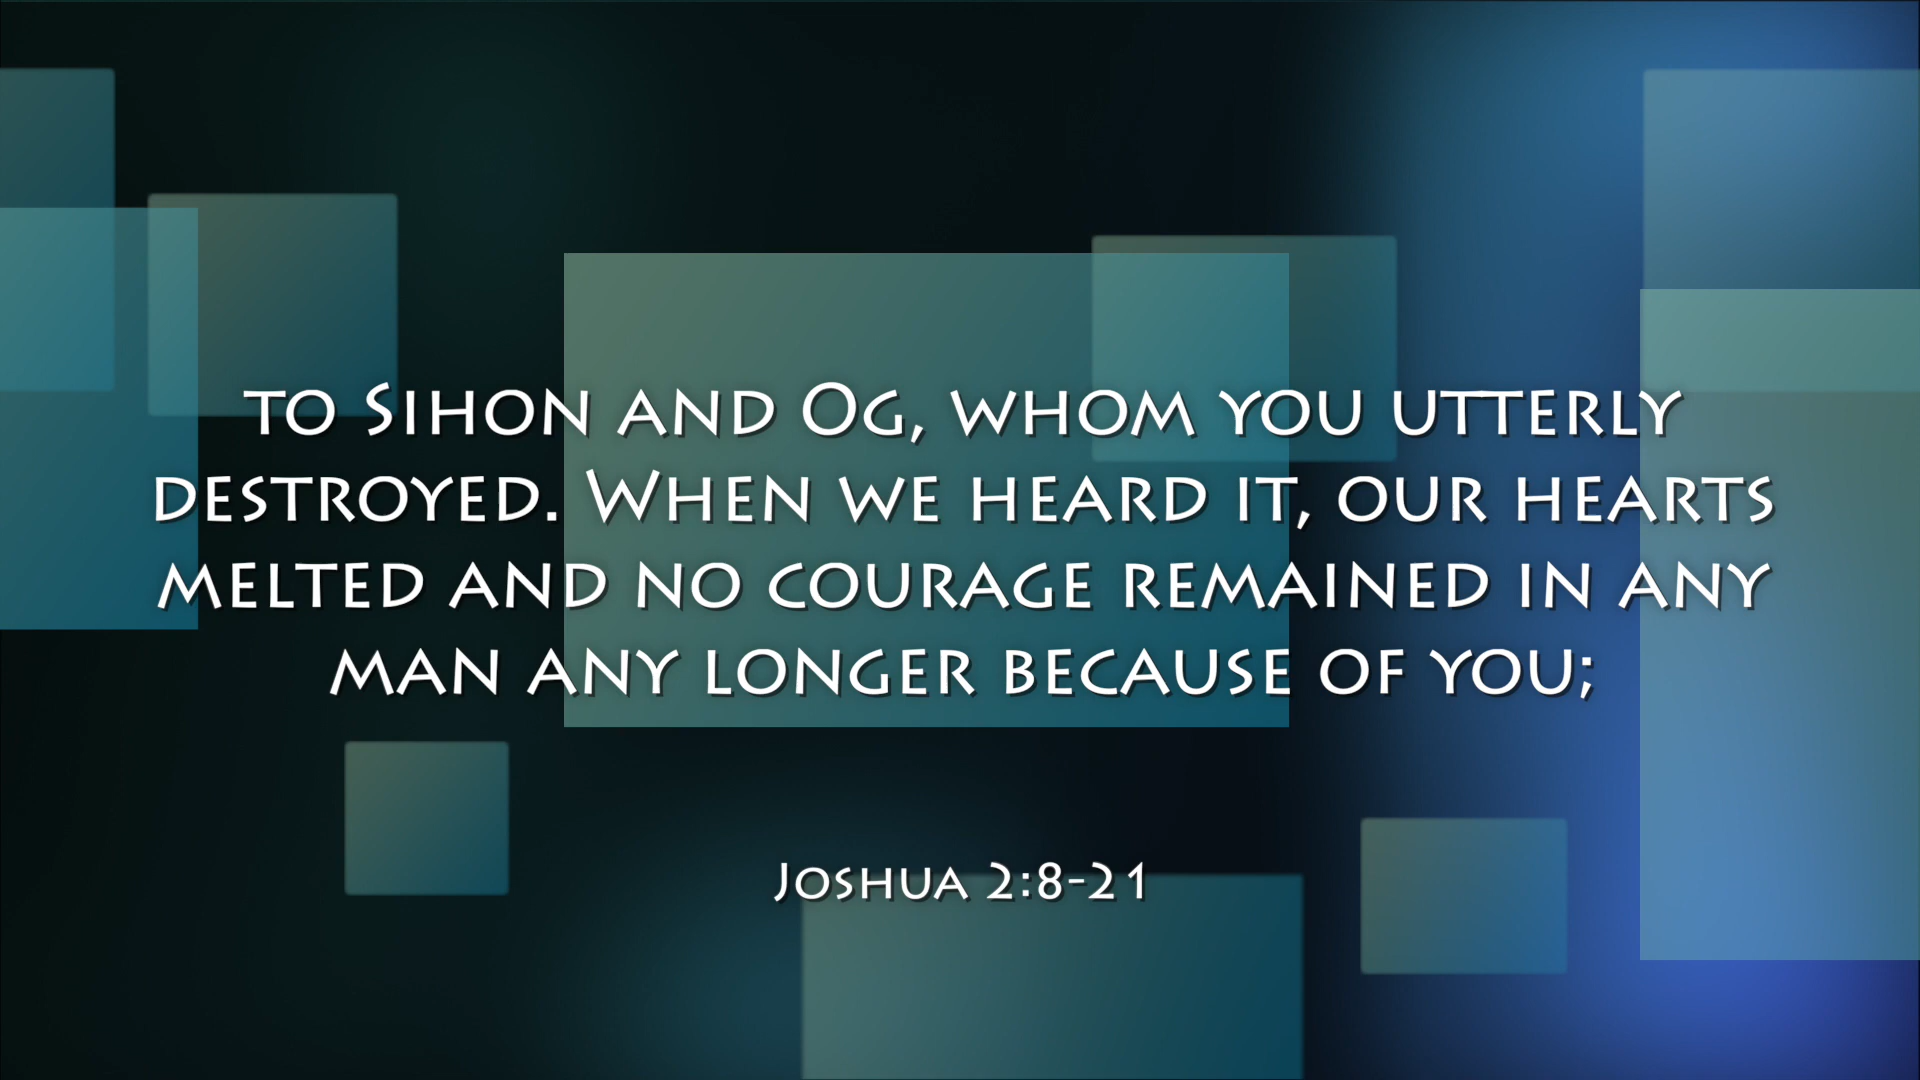 to Sihon and Og, whom you utterly
destroyed. When we heard it, our hearts
melted and no courage remained in any
man any longer because of you;
Joshua 2:8-21